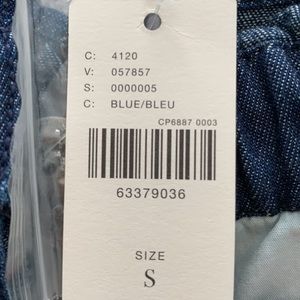 C: 4120
V: 057857
S: 0000005
C: BLUE/BLEU
CP6887 0003
63379036
SIZE
S